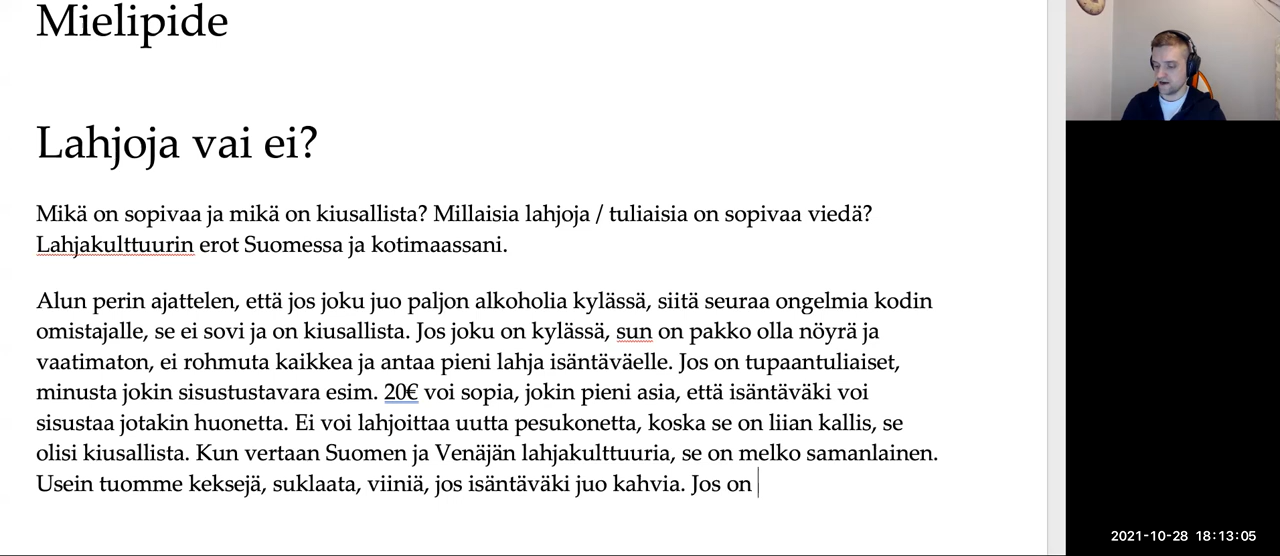 Mielipide
Lahjoja vai ei?
Mikä on sopivaa ja mikä on kiusallista? Millaisia lahjoja / tuliaisia on sopivaa viedä?
Lahjakulttuurin erot Suomessa ja kotimaassani.
Alun perin ajattelen, että jos joku juo paljon alkoholia kylässä, siitä seuraa ongelmia kodin
omistajalle, se ei sovi ja on kiusallista. Jos joku on kylässä, sun on pakko olla nöyrä ja
vaatimaton, ei rohmuta kaikkea ja antaa pieni lahja isäntäväelle. Jos on tupaantuliaiset,
minusta jokin sisustustavara esim. 20€ voi sopia, jokin pieni asia, että isäntäväki voi
sisustaa jotakin huonetta. Ei voi lahjoittaa uutta pesukonetta, koska se on liian kallis, se
olisi kiusallista. Kun vertaan Suomen ja Venäjän lahjakulttuuria, se on melko samanlainen.
Usein tuomme keksejä, suklaata, viiniä, jos isäntäväki juo kahvia. Jos on
2021-10-28 18:13:05